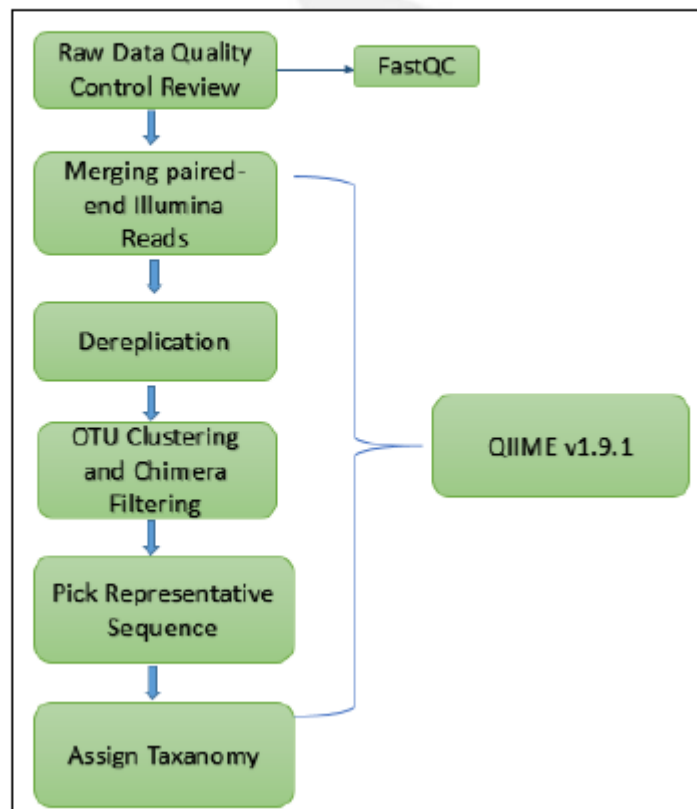 Raw Data Quality
Control Review
FastQC
Merging paired-
end Illumina
Reads
Dereplication
OTU Clustering
and Chimera
Filtering
QIIME v1.9.1
Pick Representative
Sequence
Assign Taxanomy